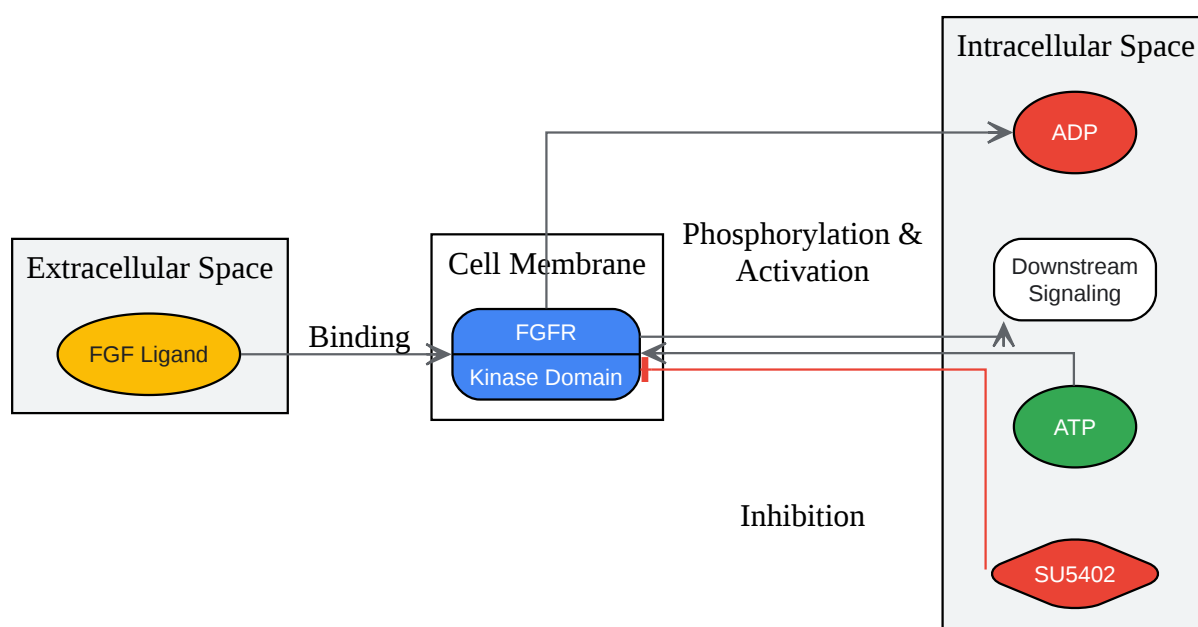 Intracellular Space
ADP
Phosphorylation &
Activation
Extracellular Space
Cell Membrane
Downstream
Signaling
FGF Ligand
Binding
FGFR
Kinase Domain
ATP
Inhibition
SU5402